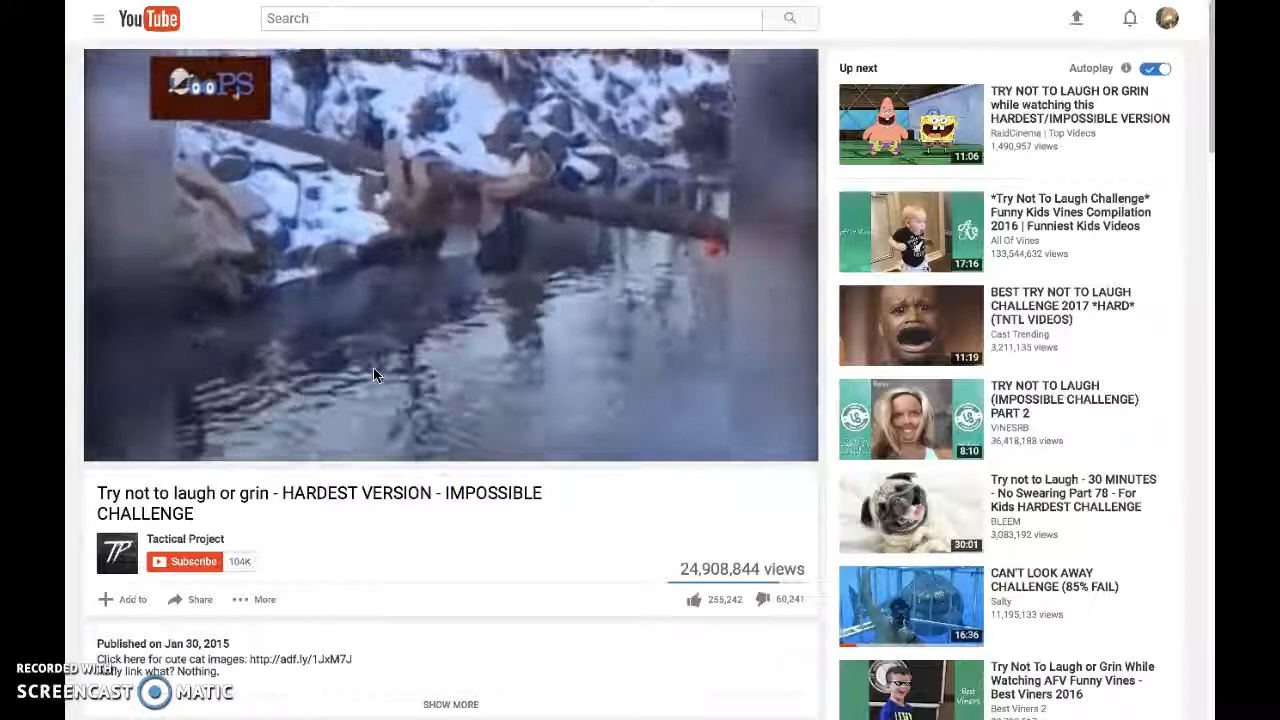 YouTube
Search
OoPS
Up next
Autoplay
TRY NOT TO LAUGH OR GRIN
while watching this
HARDEST/IMPOSSIBLE VERSION
RaidCinema | Top Videos
1,490,957 views
11:06
*Try Not To Laugh Challenge*
Funny Kids Vines Compilation
2016 | Funniest Kids Videos
All Of Vines
133,544,632 views
17:16
BEST TRY NOT TO LAUGH
CHALLENGE 2017 *HARD*
(TNTL VIDEOS)
Cast Trending
3,211,135 views
11:19
TRY NOT TO LAUGH
(IMPOSSIBLE CHALLENGE)
PART 2
VINESRB
36,418,188 views
8:10
Try not to Laugh - 30 MINUTES
- No Swearing Part 78 - For
Kids HARDEST CHALLENGE
BLEEM
3,083,192 views
30:01
CAN'T LOOK AWAY
CHALLENGE (85% FAIL)
Salty
11,195,133 views
16:36
Try Not To Laugh or Grin While
Watching AFV Funny Vines -
Best Viners 2016
Best Viners 2
Best
Viners
Try not to laugh or grin - HARDEST VERSION - IMPOSSIBLE
CHALLENGE
Tactical Project
TP
Subscribe 104K
24,908,844 views
Add to Share More
255,242 60,241
Published on Jan 30, 2015
Click here for cute cat images: http://adf.ly/1JxM7J
link what? Nothing.
SHOW MORE
RECORDED WITH
SCREENCAST MATIC